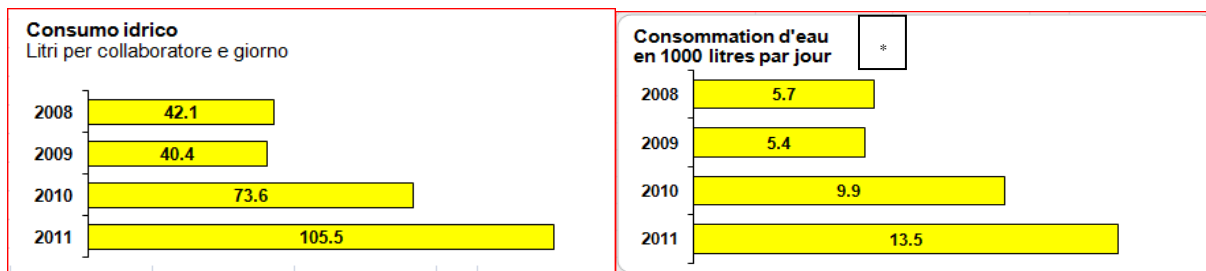 Consumo idrico
Litri per collaboratore e giorno
2008 42.1
2009 40.4
2010 73.6
2011 105.5
Consommation d'eau
en 1000 litres par jour
*
2008 5.7
2009 5.4
2010 9.9
2011 13.5